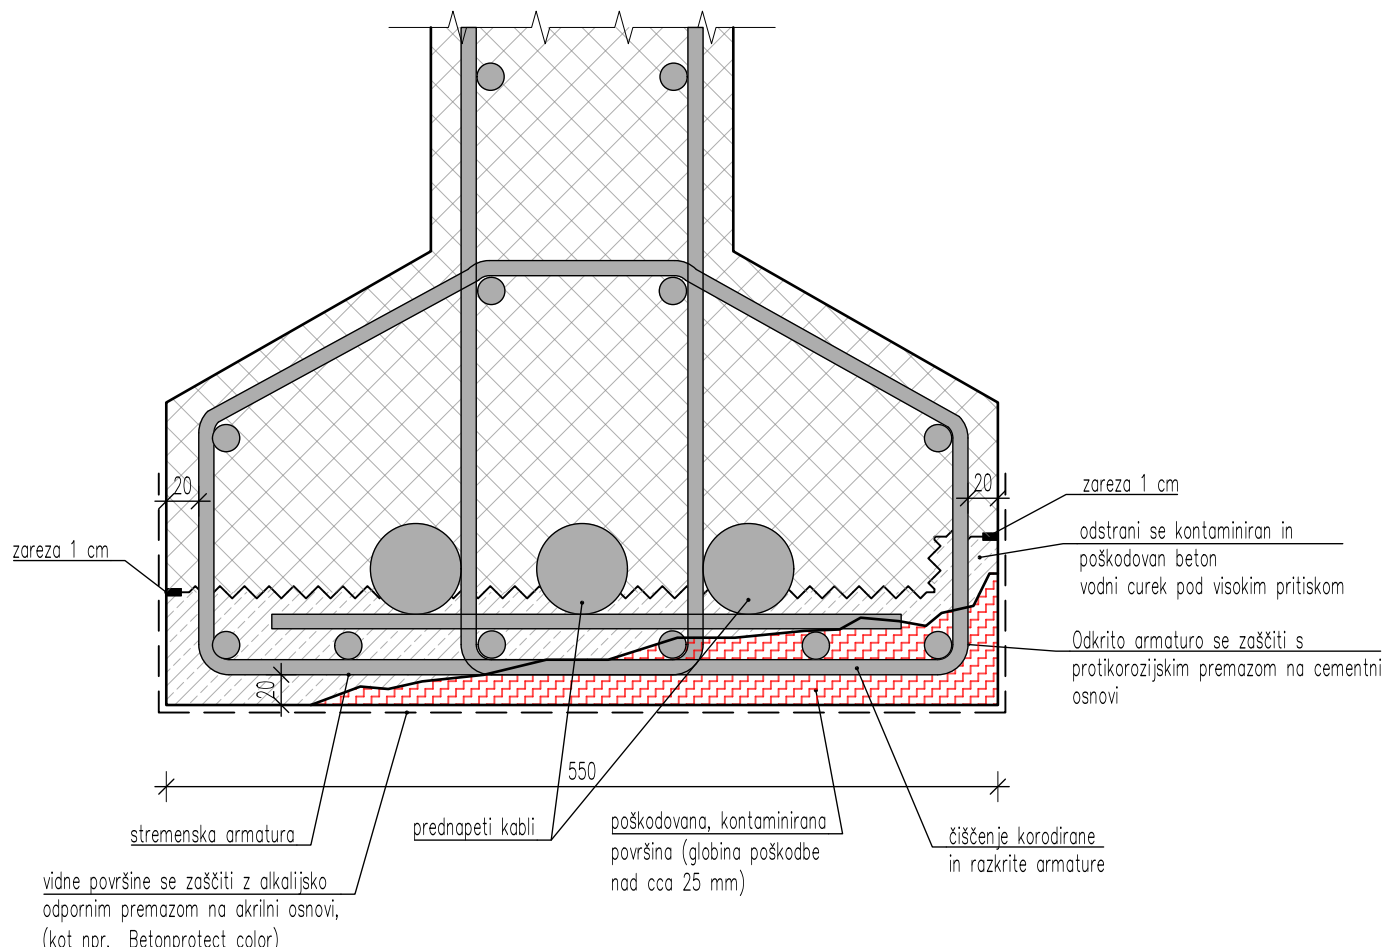 20
20
zareza 1 cm
zareza 1 cm
odstrani se kontaminiran in
poškodovan beton
vodni curek pod visokim pritiskom
Odkrito armaturo se zaščiti s
protikorozijskim premazom na cementni
osnovi
20
550
stremenska armatura
prednapeti kabli
poškodovana, kontaminirana
površina (globina poškodbe
nad cca 25 mm)
čiščenje korodirane
in razkrite armature
vidne površine se zaščiti z alkalijsko
odpornim premazom na akrilni osnovi,
(kot npr. Betonprotect color)